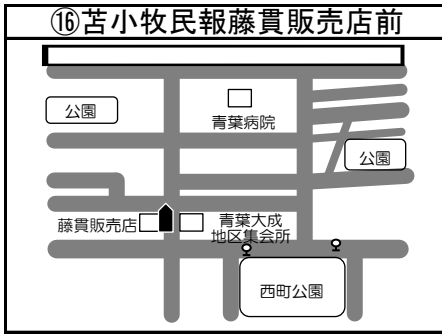 ⑯苫小牧民報藤貫販売店前
公園
青葉病院
公園
藤貫販売店
青葉大成
地区集会所
西町公園